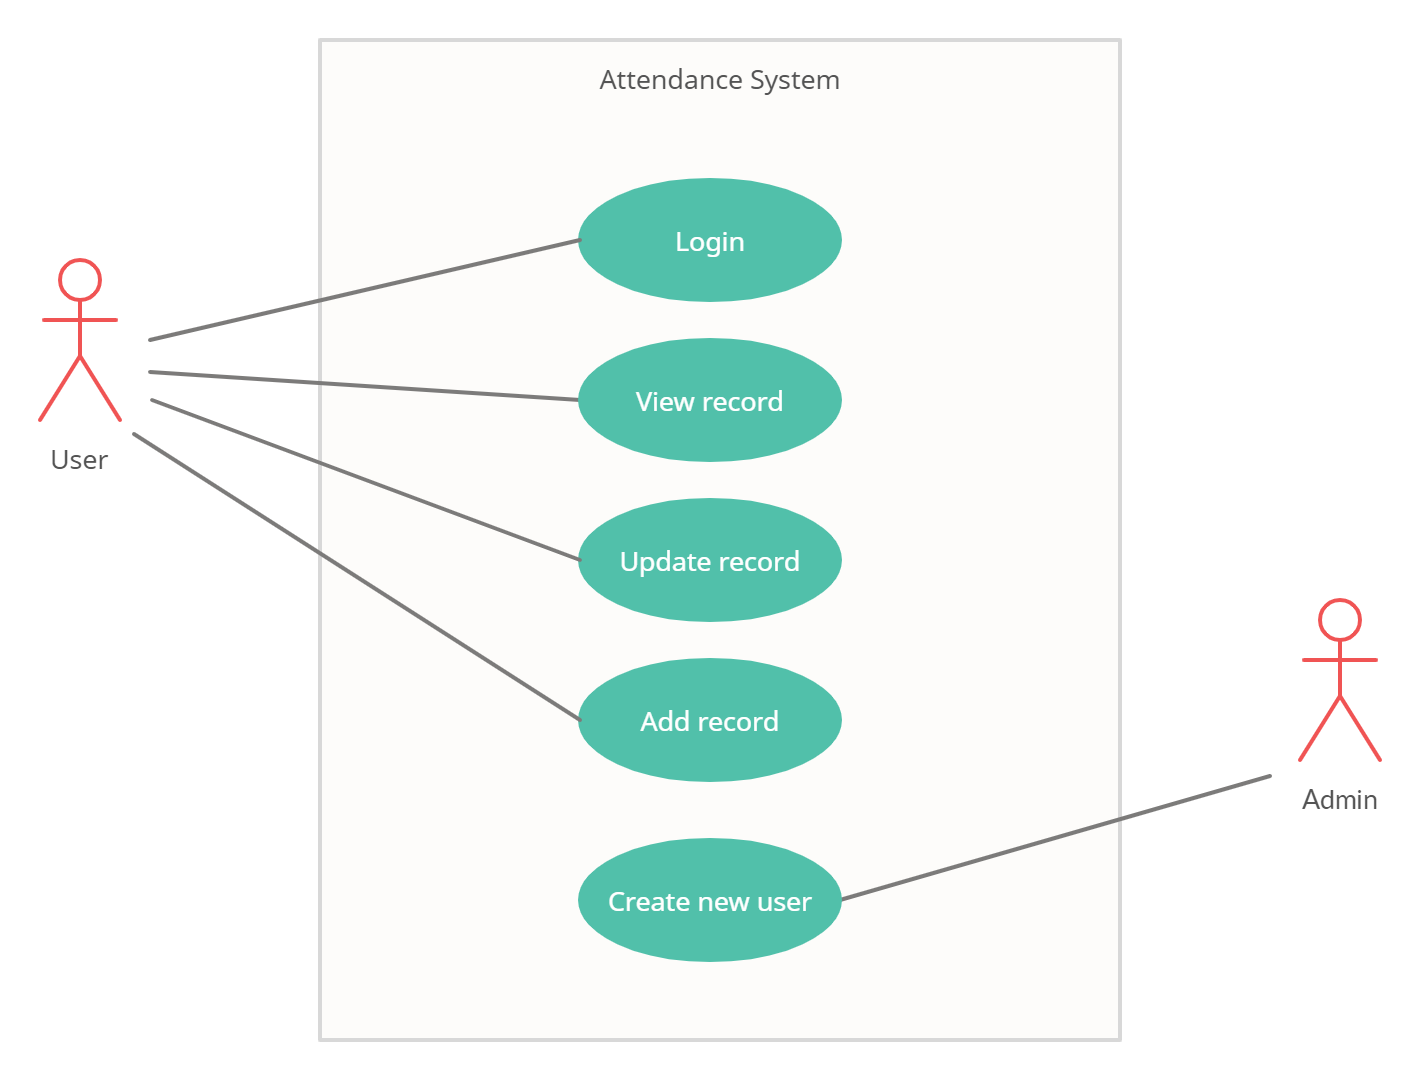 Attendance System
Login
View record
User
Update record
Add record
Admin
Create new user